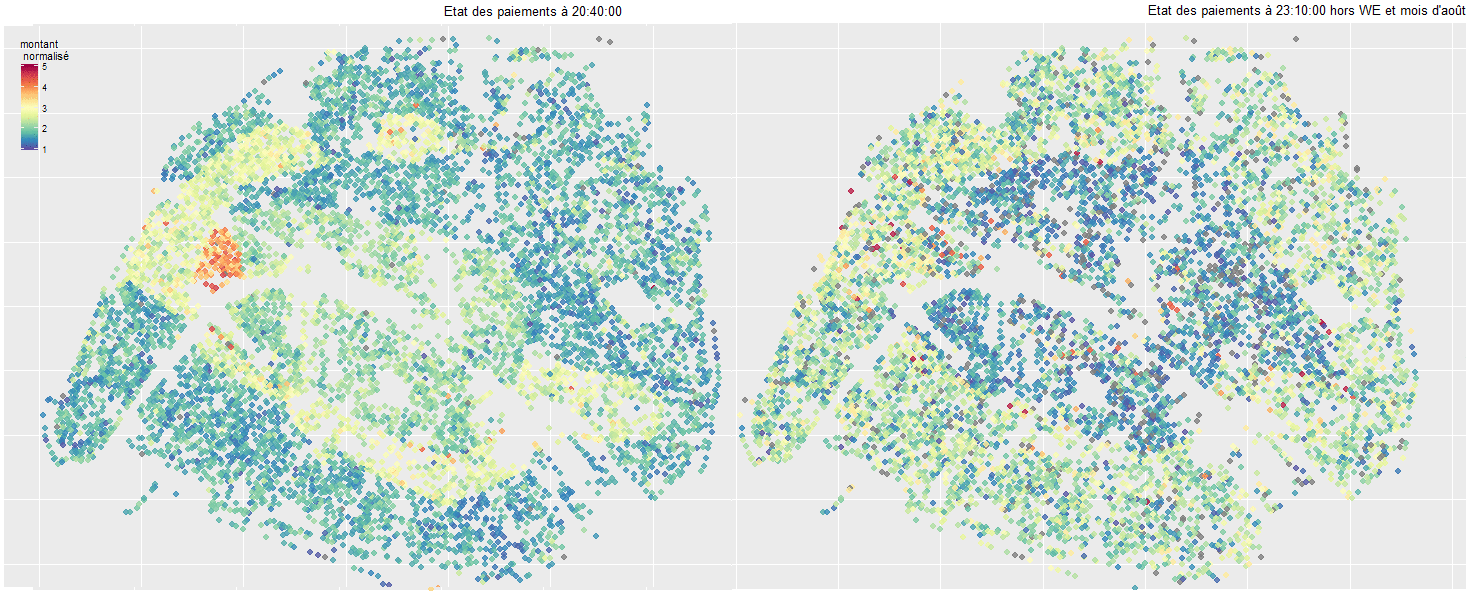 Etat des paiements à 20:40:00
Etat des paiements à 23:10:00 hors WE et mois d'août
montant
normalisé
5
4
3
2
1